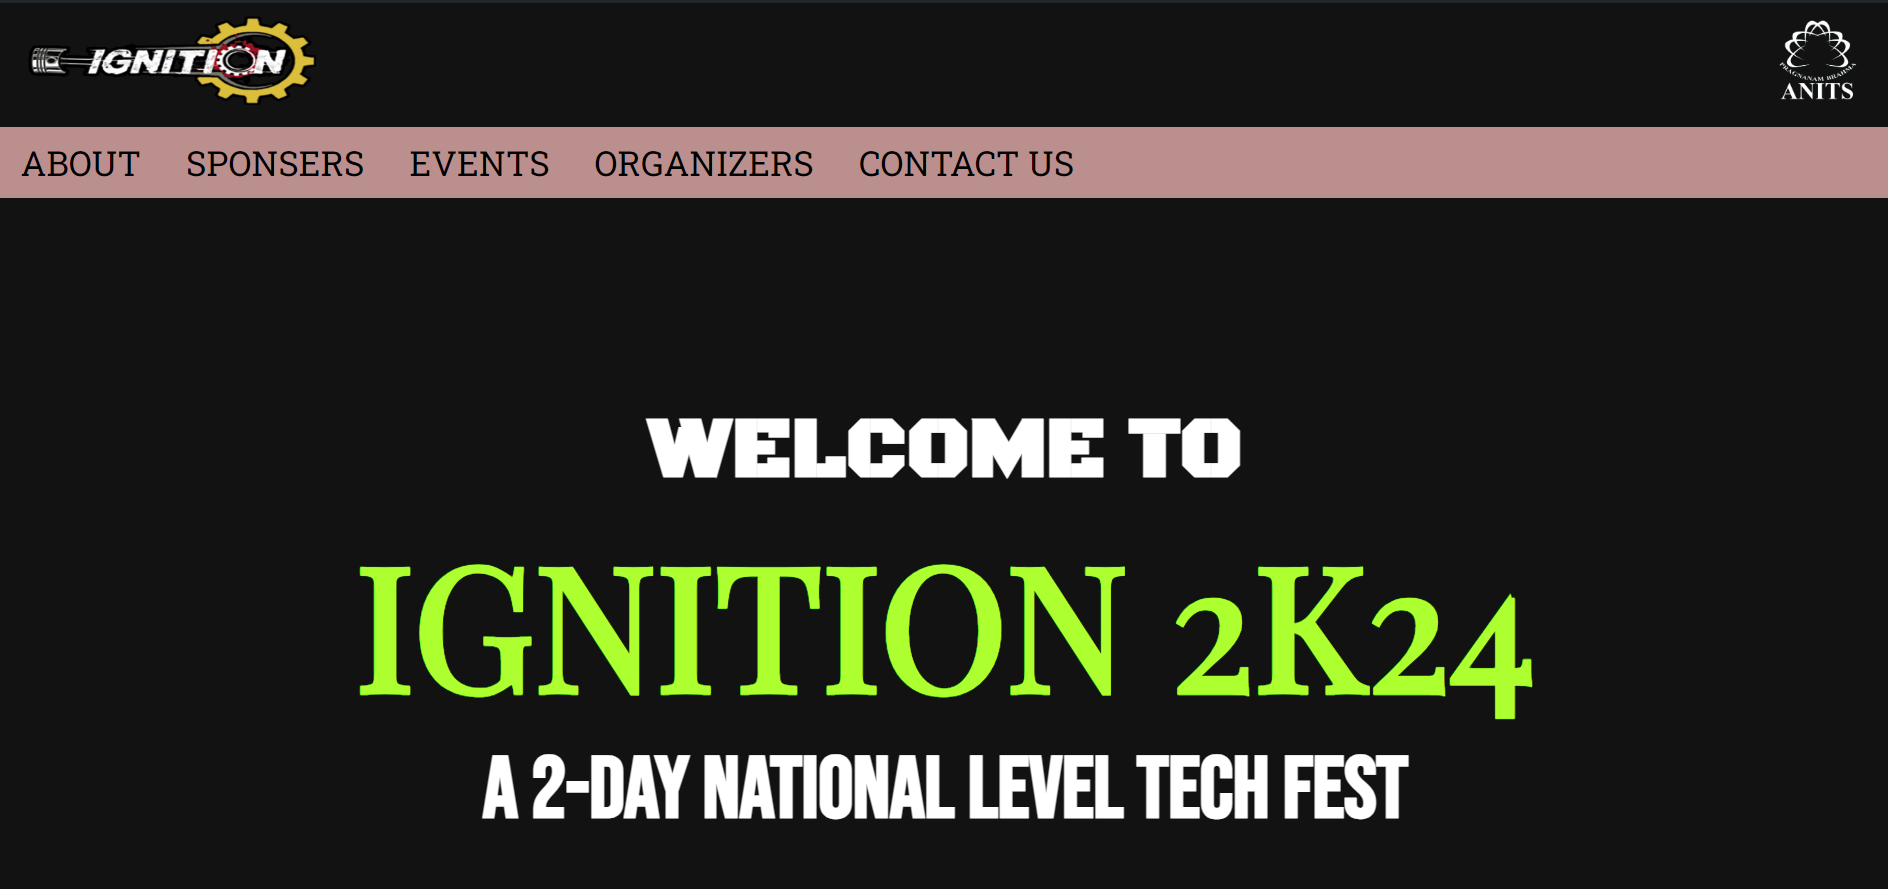 IGNITION
PRAGNANAM BRAHMA
ANITS
ABOUT SPONSERS EVENTS ORGANIZERS CONTACT US
WELCOME TO
IGNITION 2K24
A 2-DAY NATIONAL LEVEL TECH FEST